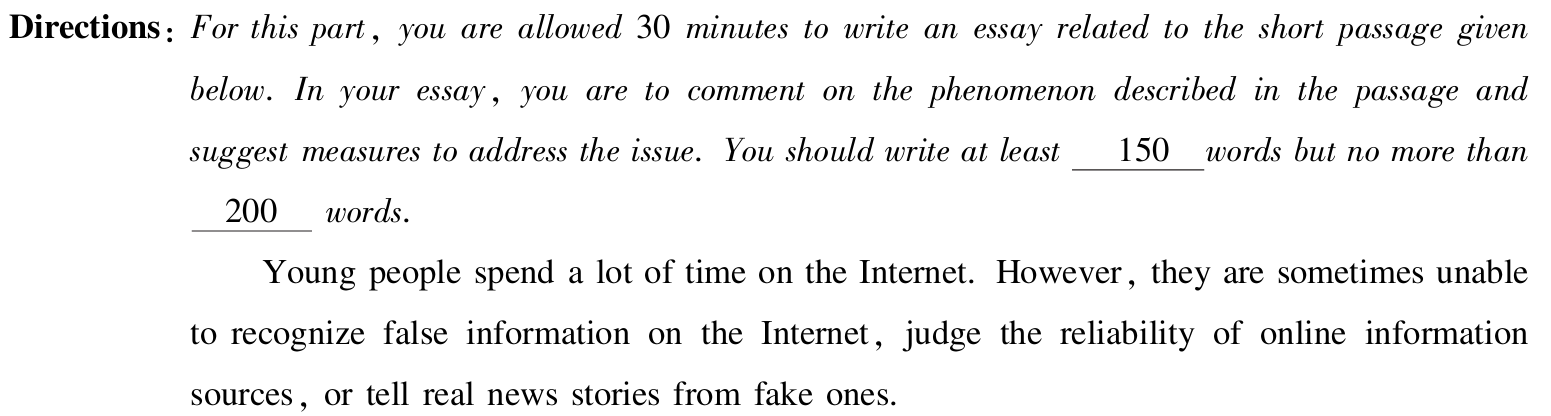 Directions: For this part, you are allowed 30 minutes to write an essay related to the short passage given
below. In your essay, you are to comment on the phenomenon described in the passage and
suggest measures to address the issue. You should write at least 150 words but no more than
200 words.
Young people spend a lot of time on the Internet. However, they are sometimes unable
to recognize false information on the Internet, judge the reliability of online information
sources, or tell real news stories from fake ones.